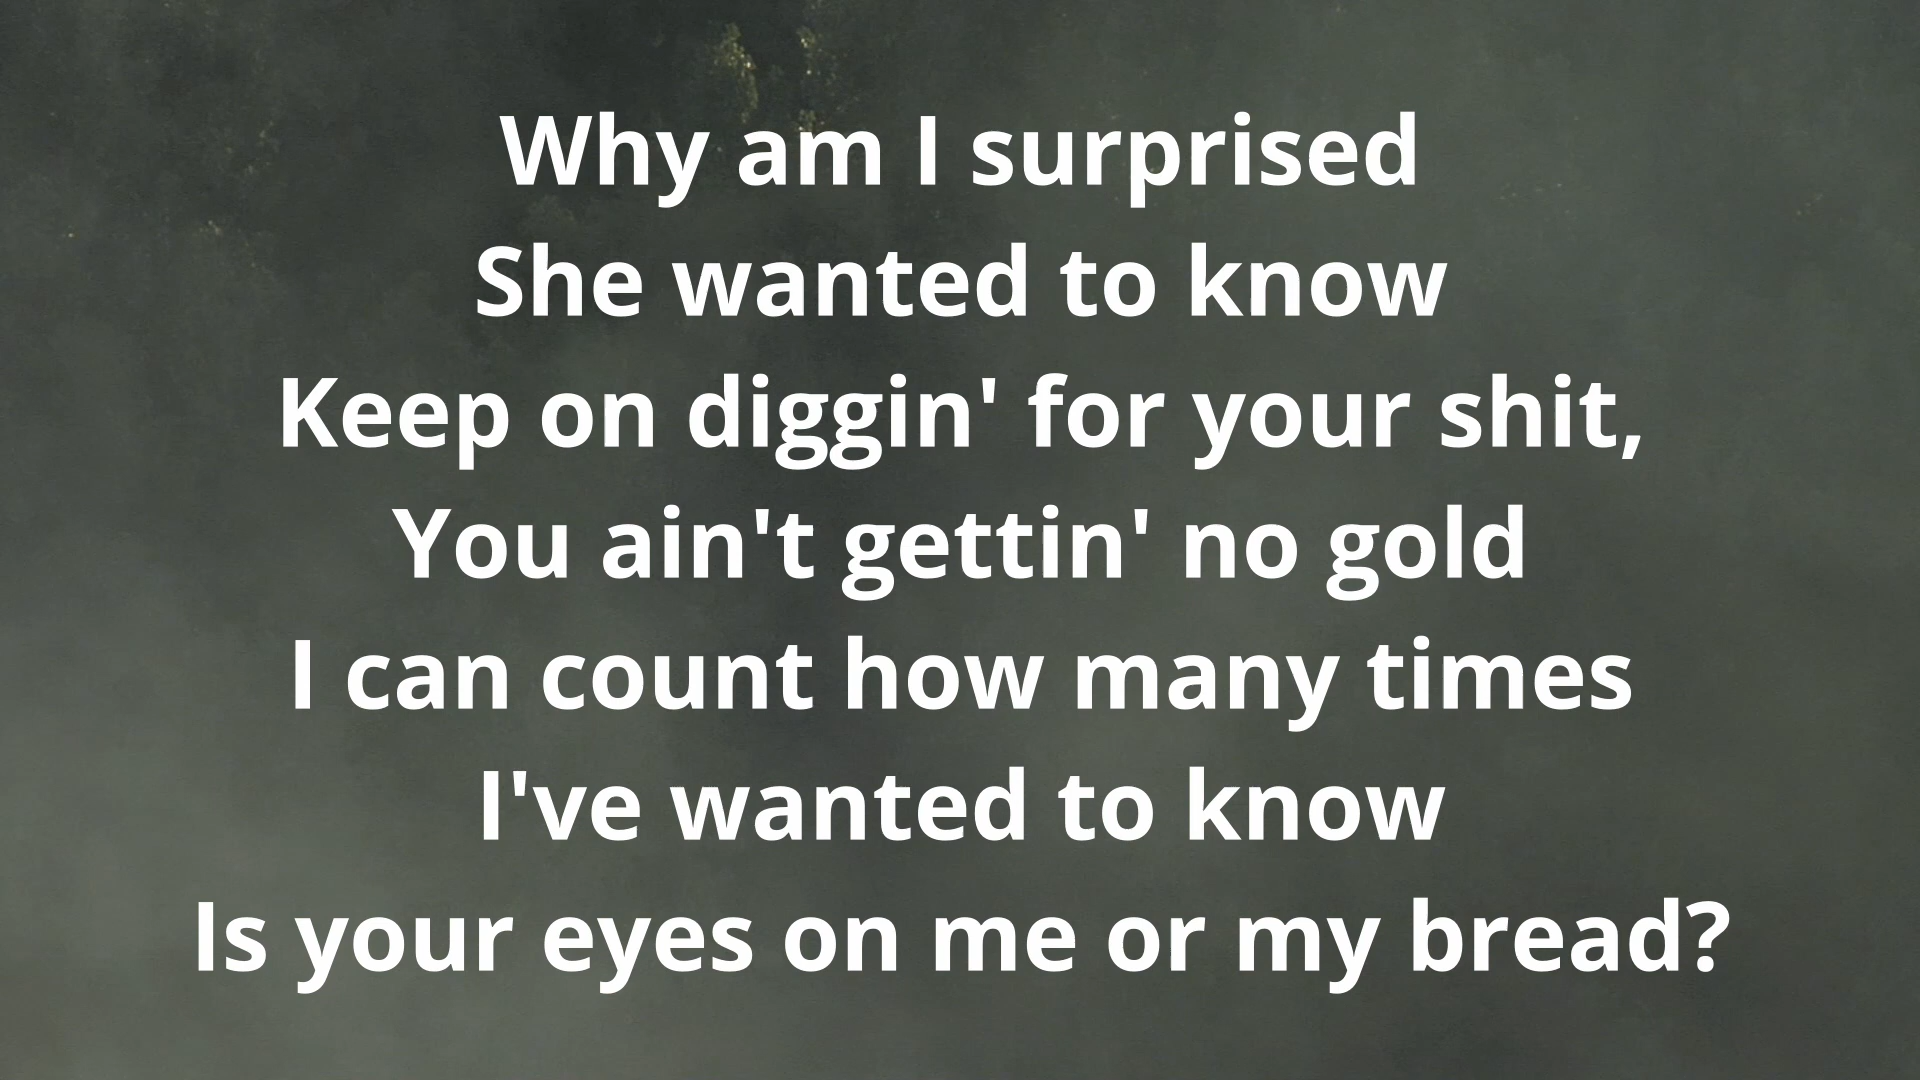 Why am I surprised
She wanted to know
Keep on diggin' for your shit,
You ain't gettin' no gold
I can count how many times
I've wanted to know
Is your eyes on me or my bread?